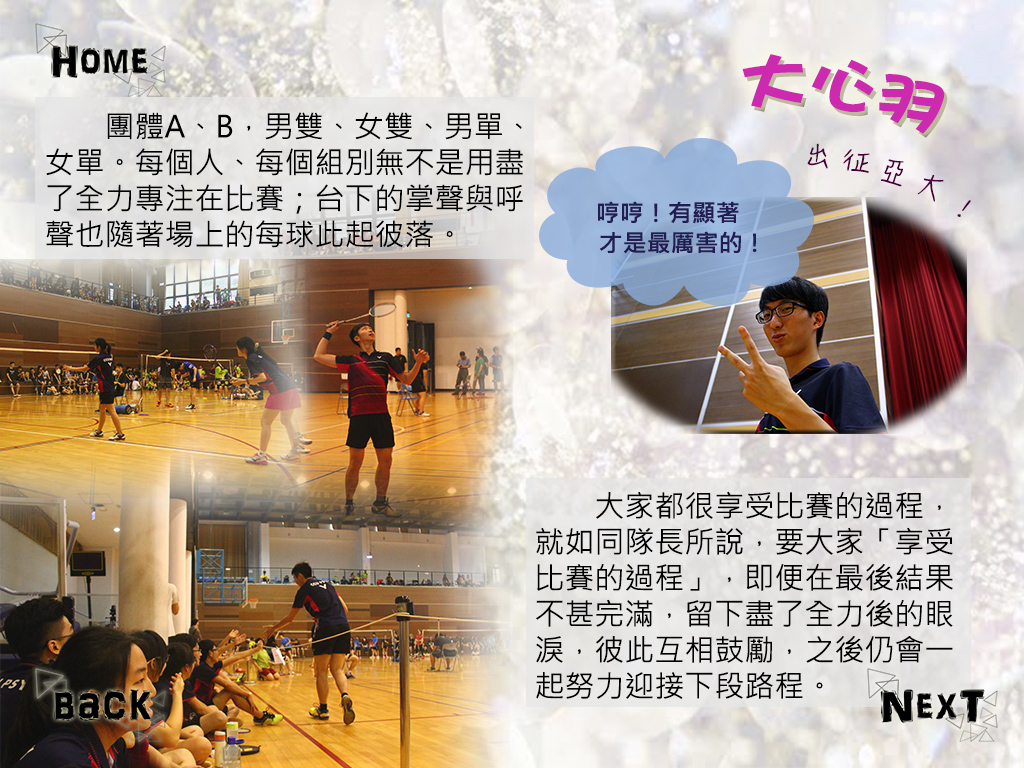 HOME
大心羽
出征亞大！
團體A、B，男雙、女雙、男單、
女單。每個人、每個組別無不是用盡
了全力專注在比賽；台下的掌聲與呼
聲也隨著場上的每球此起彼落。
哼哼！有顯著
才是最厲害的！
大家都很享受比賽的過程，
就如同隊長所說，要大家「享受
比賽的過程」，即便在最後結果
不甚完滿，留下盡了全力後的眼
淚，彼此互相鼓勵，之後仍會一
起努力迎接下段路程。
BACK
NEXT